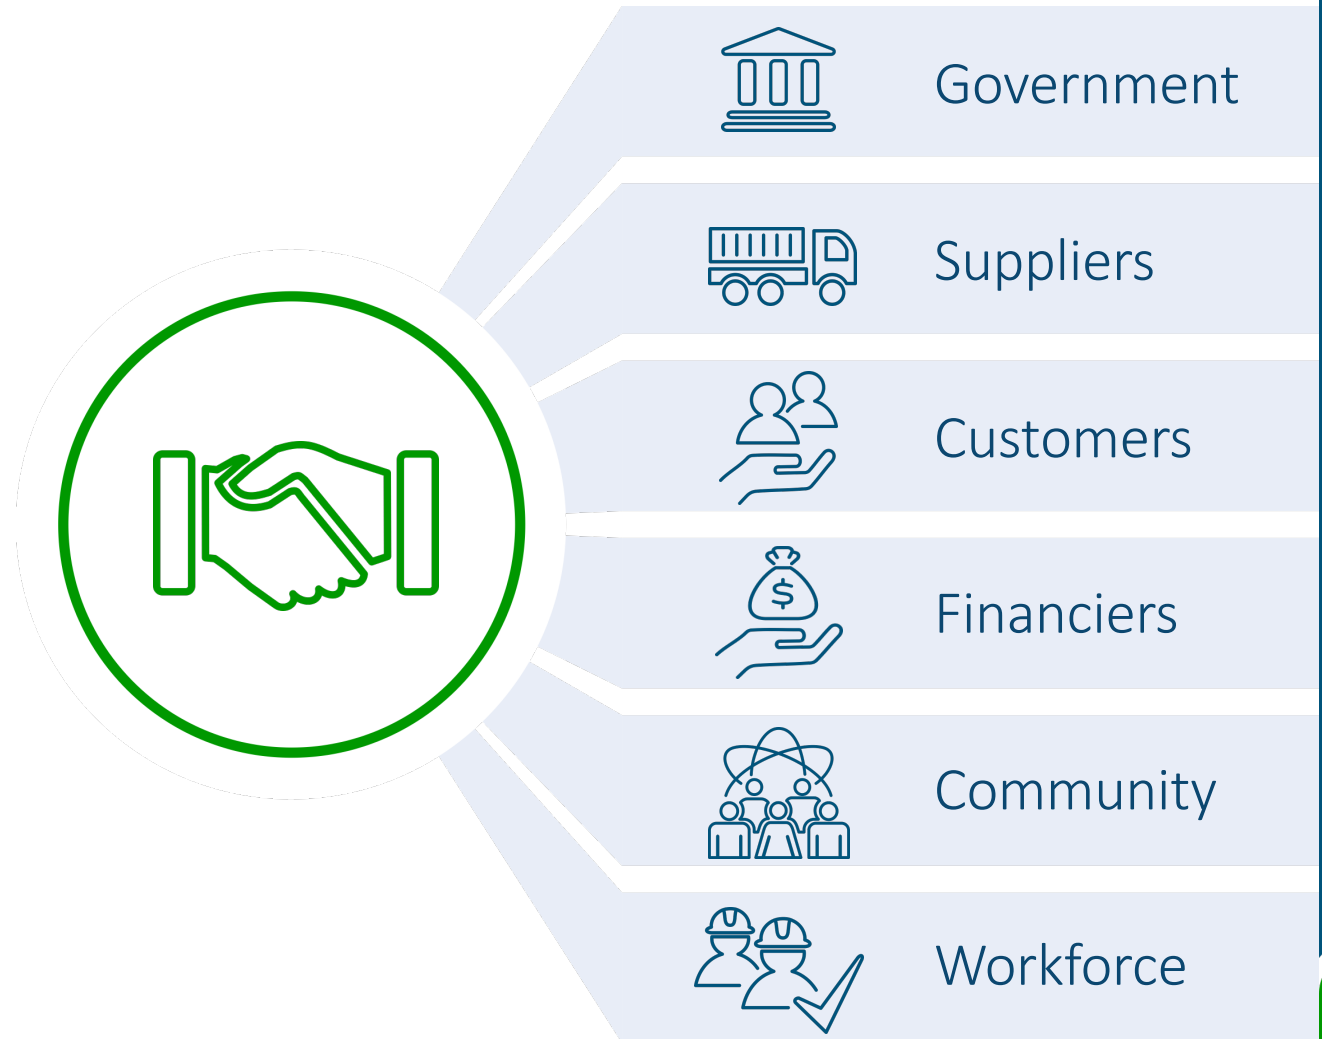 Government
Suppliers
Customers
$
Financiers
Community
Workforce